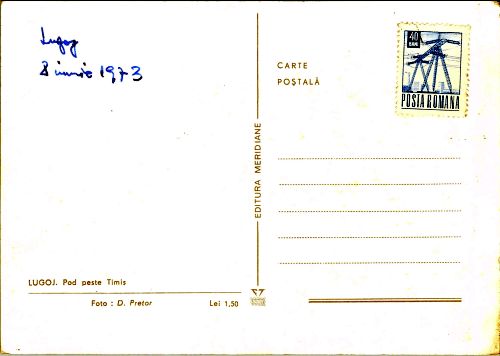 Lugoj
8 iunie 1973
CARTE
POȘTALĂ
40
BANI
POSTA ROMANA
EDITURA MERIDIANE
LUGOJ. Pod peste Timiș
Foto : D. Pretor
Lei 1,50